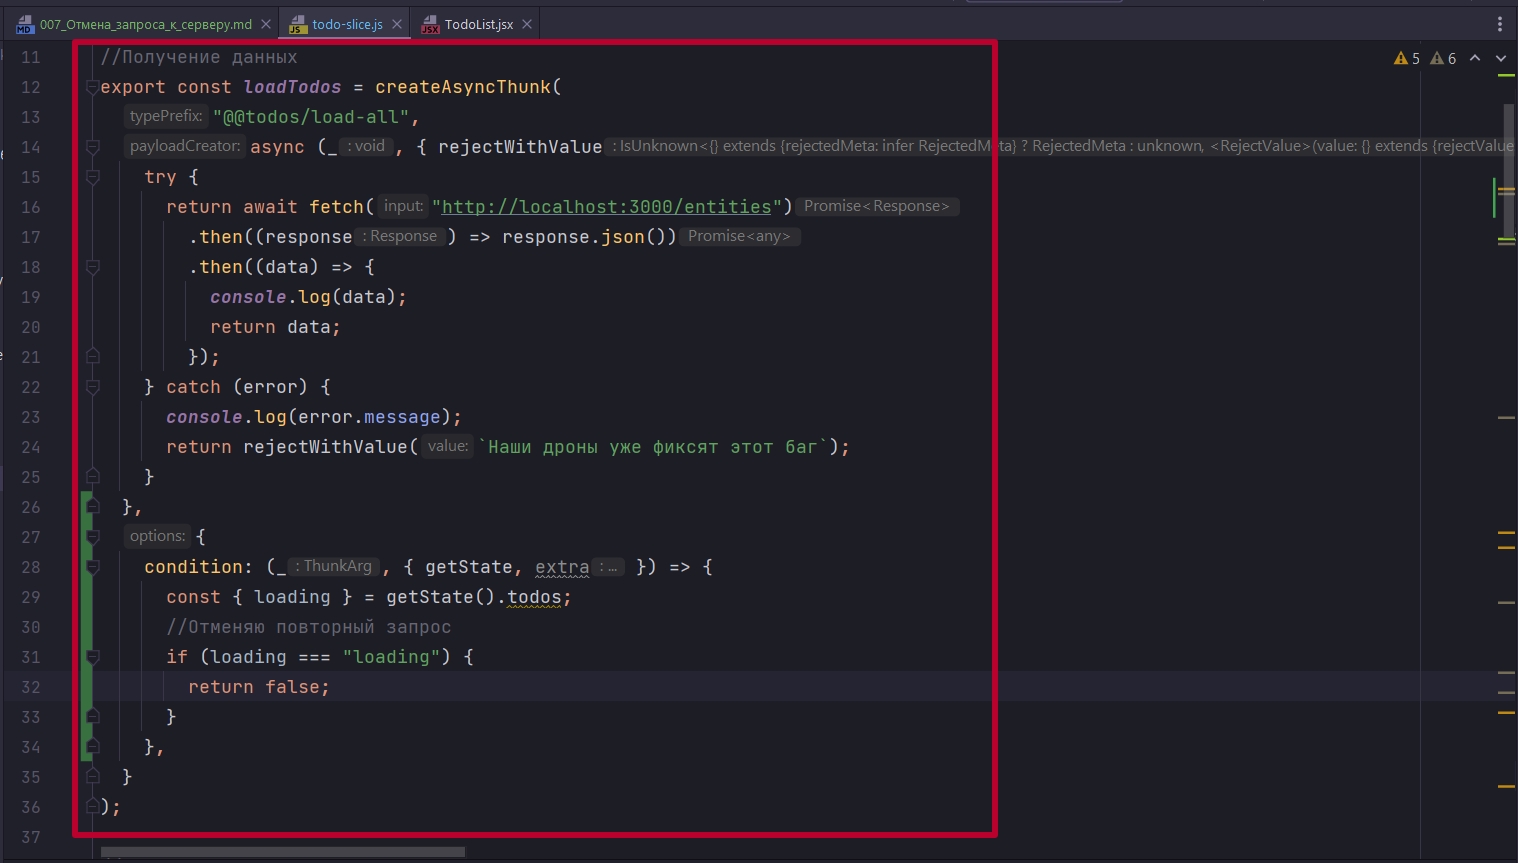 007_Отмена_запроса_к_серверу.md todo-slice.js TodoList.jsx
11 //Получение данных 5 6
12 export const loadTodos = createAsyncThunk(
13 typePrefix: "@@todos/load-all",
14 payloadCreator: async (_ : void , { rejectWithValue : IsUnknown<{} extends {rejectedMeta: infer RejectedMeta} ? RejectedMeta : unknown, <RejectValue>(value: {} extends {rejectValue
15 try {
16 return await fetch( input: "http://localhost:3000/entities") Promise<Response>
17 .then((response : Response ) => response.json()) Promise<any>
18 .then((data) => {
19 console.log(data);
20 return data;
21 });
22 } catch (error) {
23 console.log(error.message);
24 return rejectWithValue( value: `Наши дроны уже фиксят этот баг`);
25 }
26 },
27 options: {
28 condition: (_ : ThunkArg , { getState, extra : ... }) => {
29 const { loading } = getState().todos;
30 //Отменяю повторный запрос
31 if (loading === "loading") {
32 return false;
33 }
34 },
35 }
36 );
37